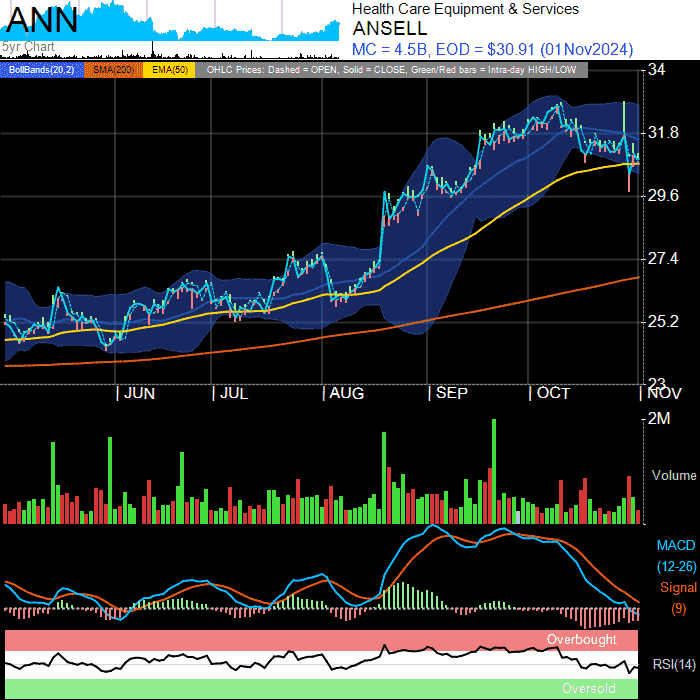 ANN
5yr Chart
Health Care Equipment & Services
ANSELL
MC = 4.5B, EOD = $30.91 (01Nov2024)
BollBands(20,2) SMA(200) EMA(50) OHLC Prices: Dashed = OPEN, Solid = CLOSE, Green/Red bars = Intra-day HIGH/LOW
34
31.8
29.6
27.4
25.2
23
| JUN | JUL | AUG | SEP | OCT | NOV
2M
Volume
MACD
(12-26)
Signal
(9)
Overbought
RSI(14)
Oversold